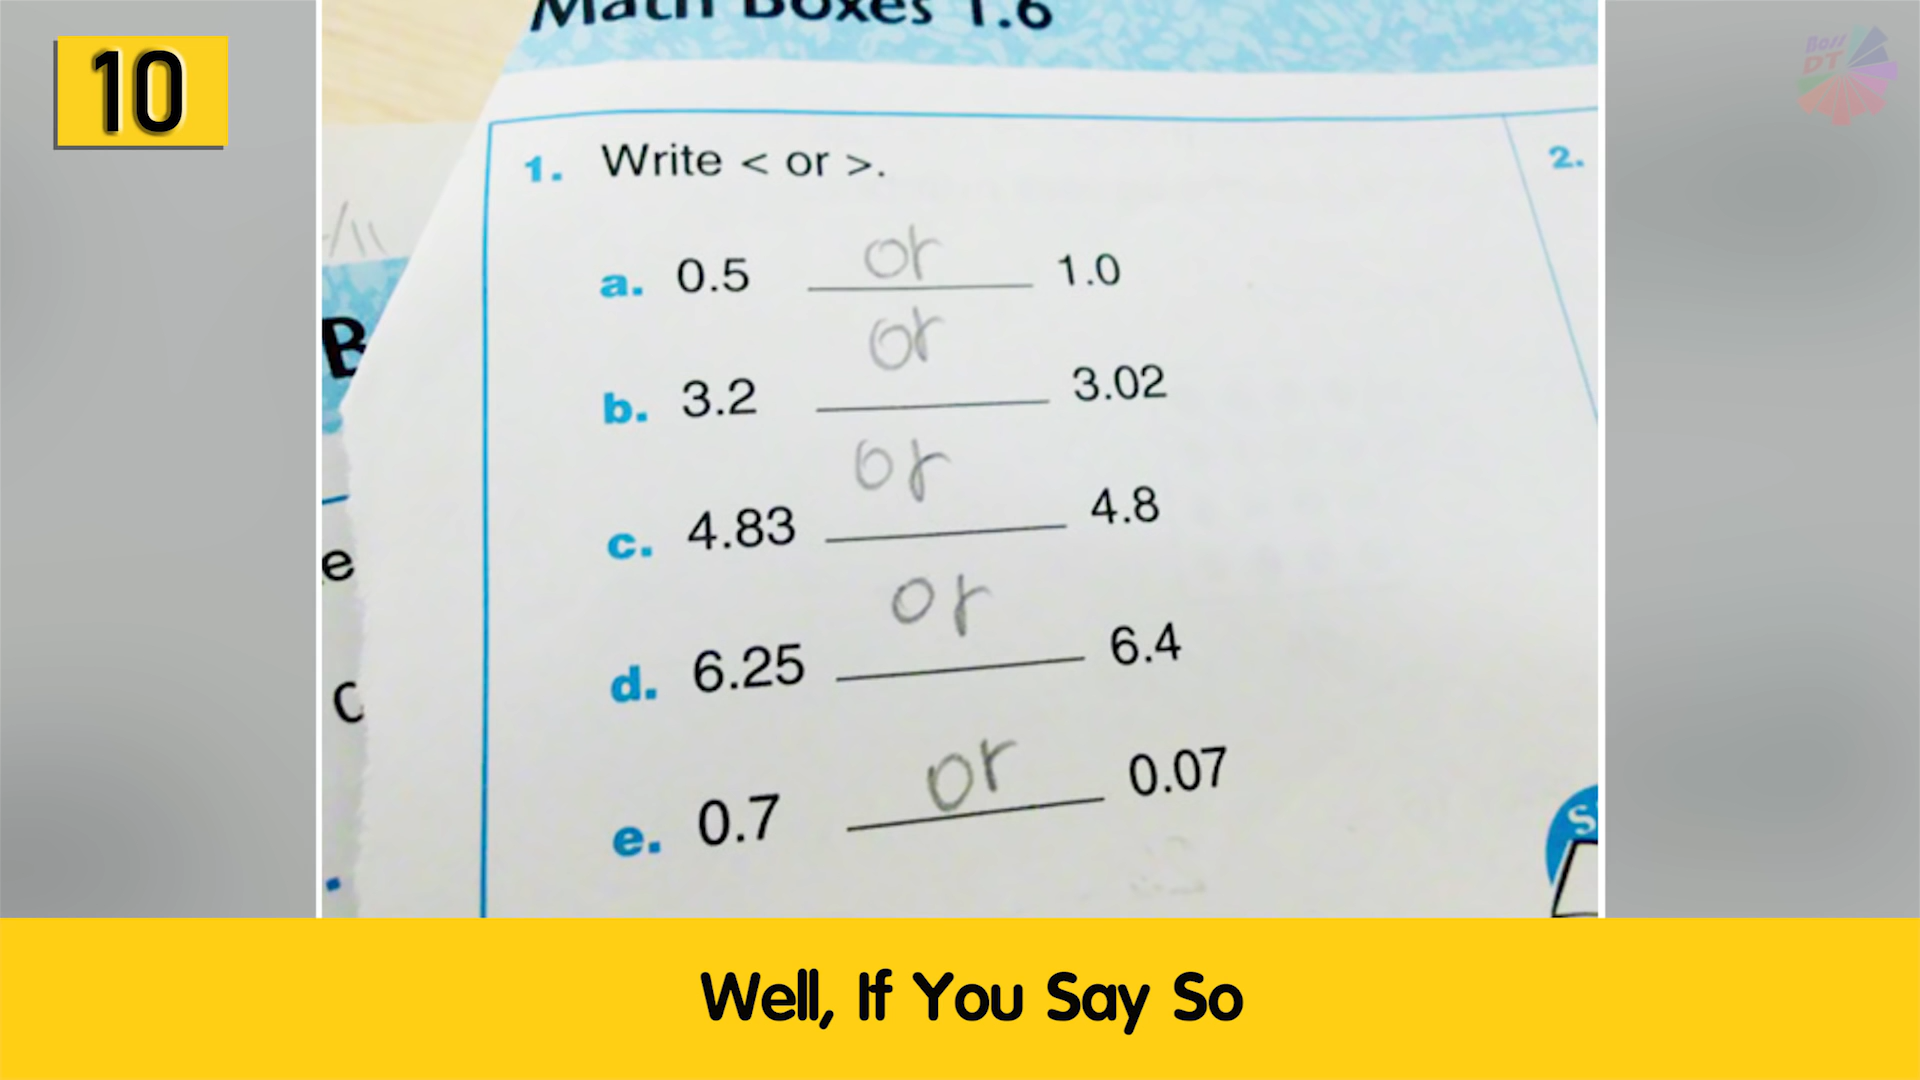 10
Math Boxes 1.6
Boss
DT
1. Write < or >.
2.
a. 0.5 or 1.0
b. 3.2 or 3.02
c. 4.83 or 4.8
d. 6.25 or 6.4
e. 0.7 or 0.07
B
e
C
S
Well, If You Say So